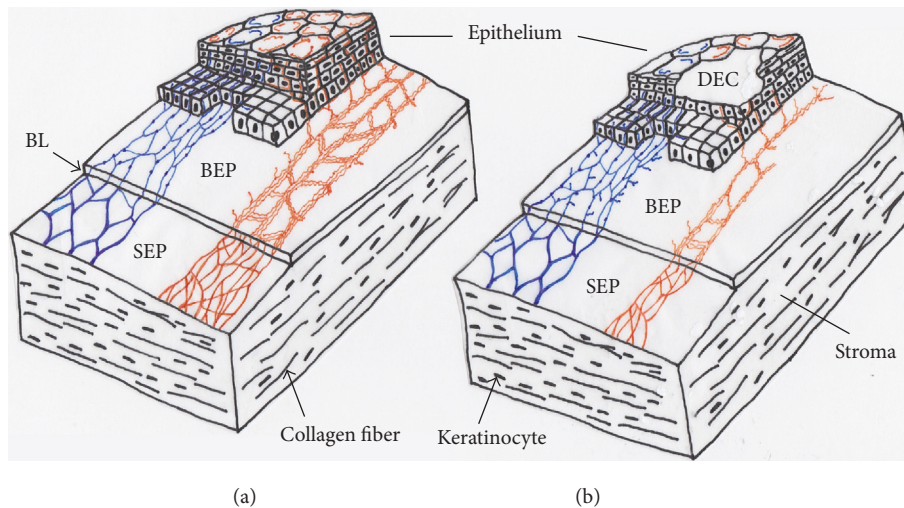 Epithelium
DEC
BL
BEP
BEP
SEP
SEP
Stroma
Collagen fiber
Keratinocyte
(a)
(b)